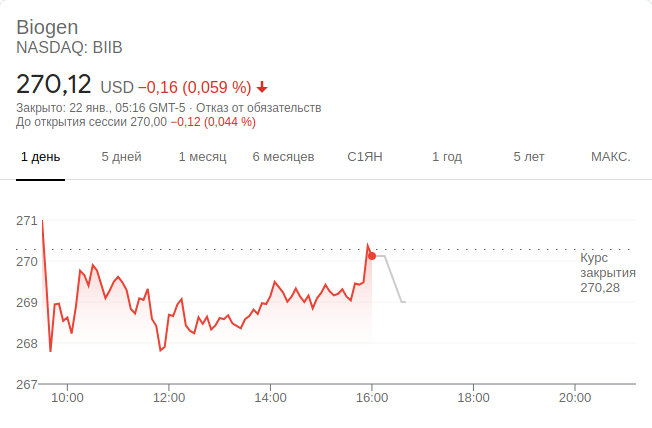 Biogen
NASDAQ: BIIB
270,12 USD −0,16 (0,059 %)
Закрыто: 22 янв., 05:16 GMT-5 · Отказ от обязательств
До открытия сессии 270,00 −0,12 (0,044 %)
1 день 5 дней 1 месяц 6 месяцев С1ЯН 1 год 5 лет МАКС.
271
270
269
268
267
Курс
закрытия
270,28
10:00 12:00 14:00 16:00 18:00 20:00